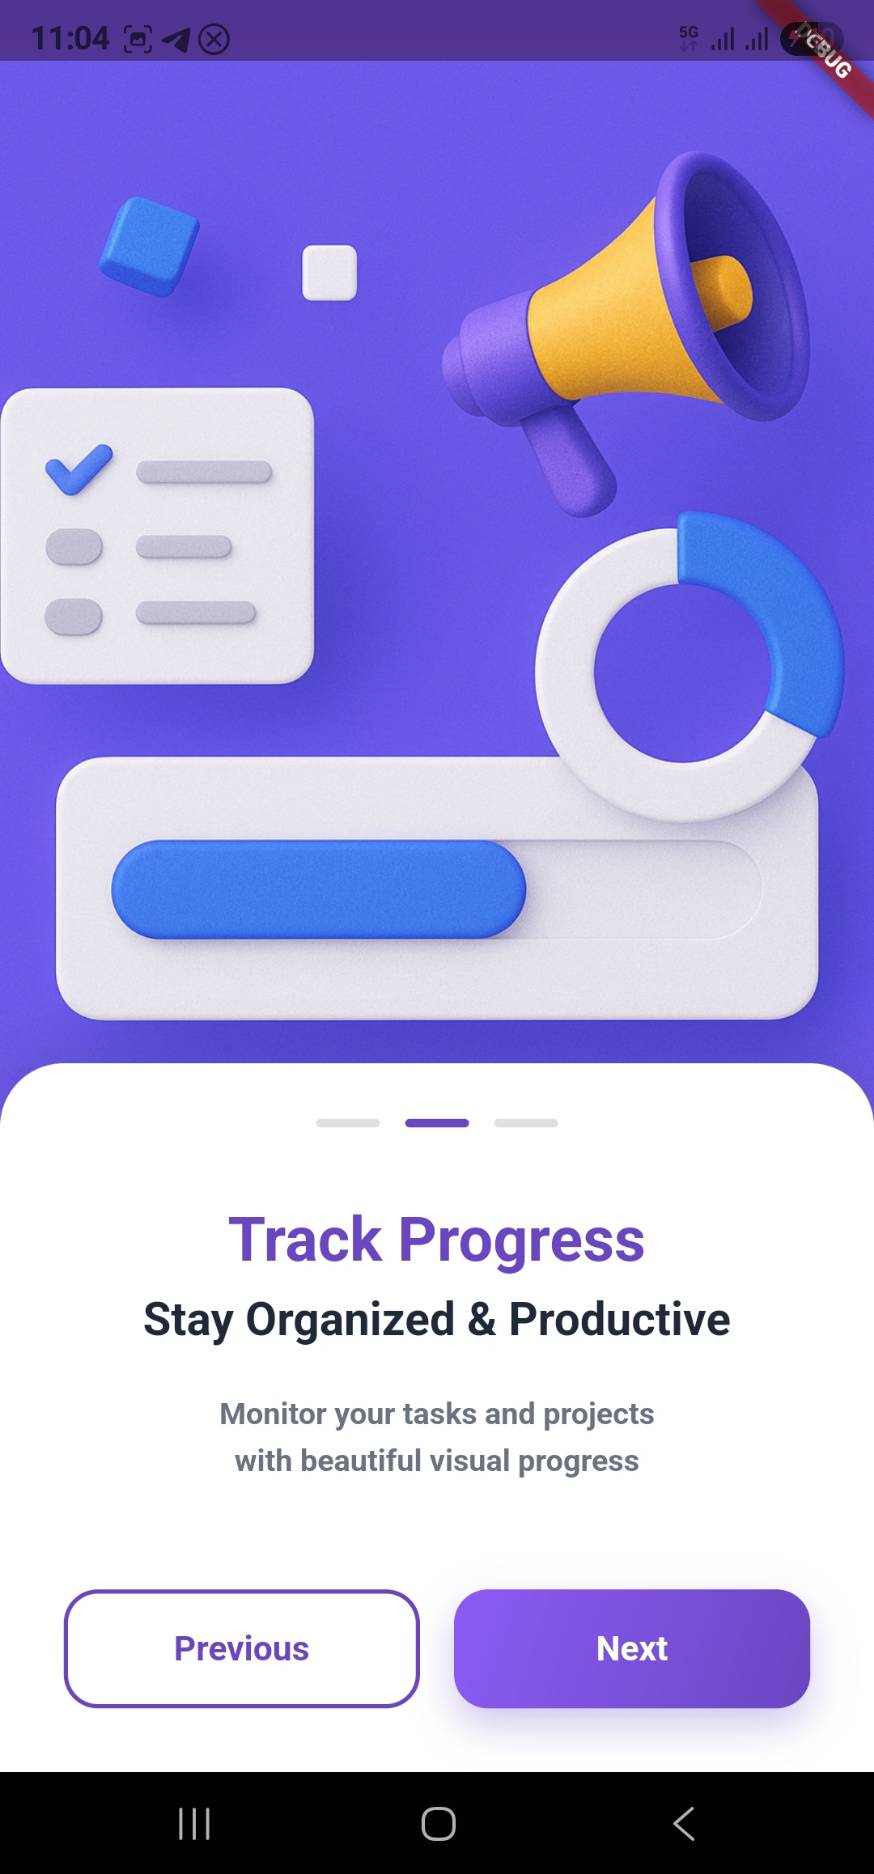 11:04
5G
DEBUG
Track Progress
Stay Organized & Productive
Monitor your tasks and projects
with beautiful visual progress
Previous
Next